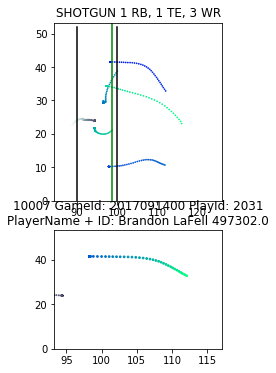 SHOTGUN 1 RB, 1 TE, 3 WR
50
40
30
20
10
0
90 100 110 120
10007 GameId: 2017091400 PlayId: 2031
PlayerName + ID: Brandon LaFell 497302.0
40
20
0
95 100 105 110 115